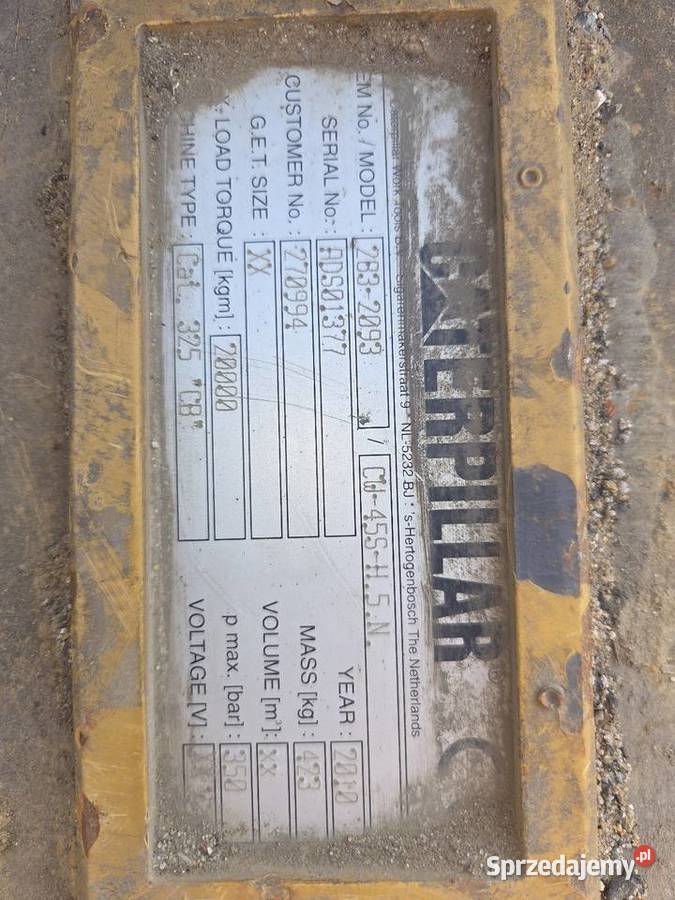 CATERPILLAR
Caterpillar Work Tools B.V. Sigarenmakerstraat 9 * NL-5232 BJ * 's-Hertogenbosch The Netherlands
EM No. / MODEL : 283-2093 / CW-45S-H.5.N.
SERIAL No. : ADS01377 YEAR : 2010
CUSTOMER No. : 270994 MASS [kg] : 423
G.E.T. SIZE : XX VOLUME [m³] : XX
LOAD TORQUE [kgm] : 20000 p max. [bar] : 350
HINE TYPE : Cat. 325 "CB" VOLTAGE [V] :
Sprzedajemy.pl